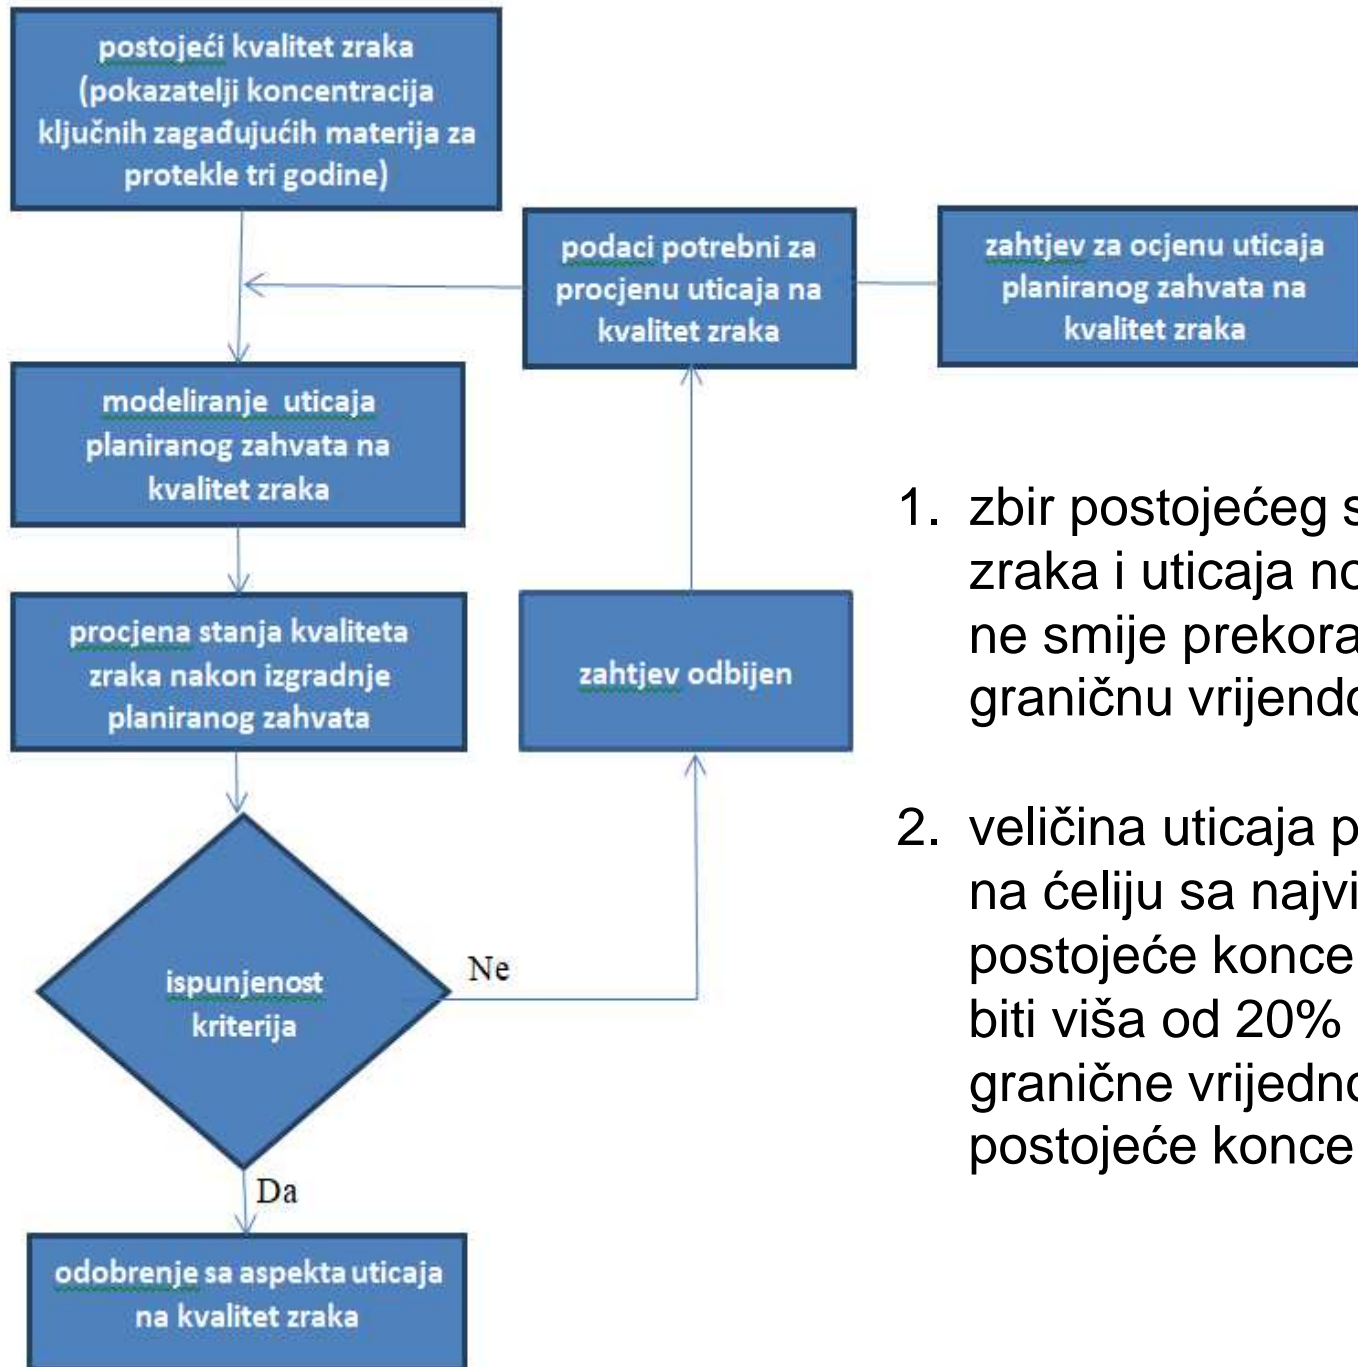 postojeći kvalitet zraka
(pokazatelji koncentracija
ključnih zagađujućih materija za
protekle tri godine)
podaci potrebni za
procjenu uticaja na
kvalitet zraka
zahtjev za ocjenu uticaja
planiranog zahvata na
kvalitet zraka
modeliranje uticaja
planiranog zahvata na
kvalitet zraka
procjena stanja kvaliteta
zraka nakon izgradnje
planiranog zahvata
zahtjev odbijen
ispunjenost
kriterija
Ne
Da
odobrenje sa aspekta uticaja
na kvalitet zraka
1. zbir postojećeg
zraka i uticaja
ne smije
graničnu
2. veličina uticaja
na ćeliju sa
postojeće
biti viša od 20%
granične
postojeće